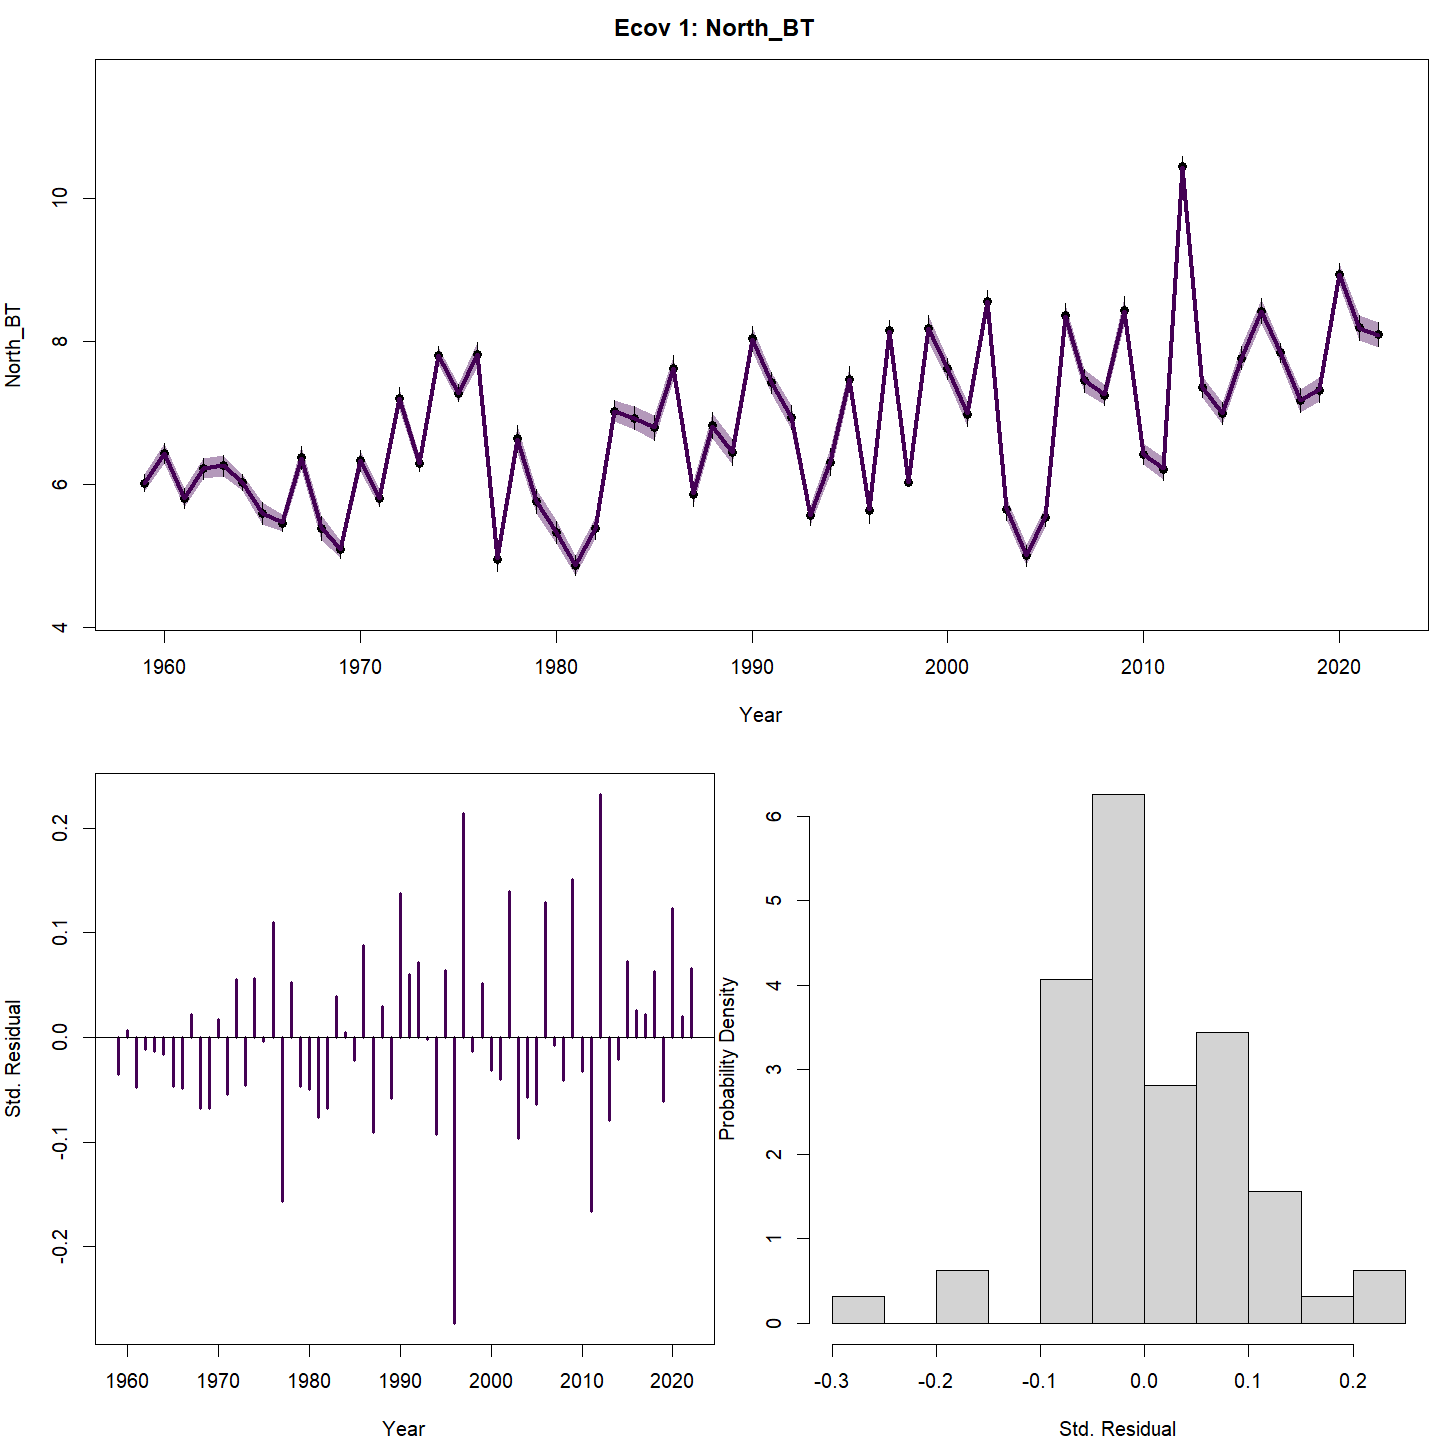 Ecov 1: North_BT
North_BT
10
8
6
4
1960 1970 1980 1990 2000 2010 2020
Year
Std. Residual
0.2
0.1
0.0
-0.1
-0.2
1960 1970 1980 1990 2000 2010 2020
Year
Probability Density
6
5
4
3
2
1
0
-0.3 -0.2 -0.1 0.0 0.1 0.2
Std. Residual